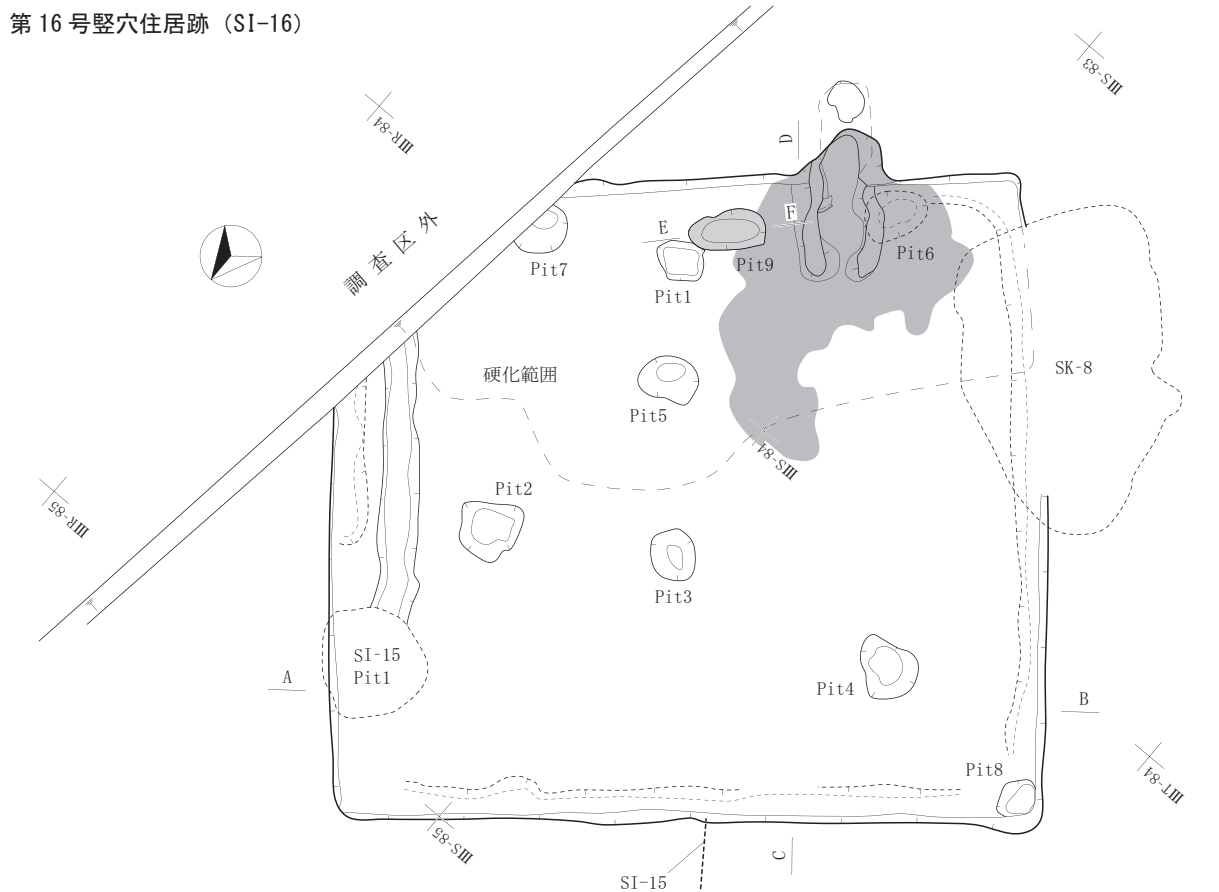 第16号竪穴住居跡（SI-16）
ⅢS-83
ⅢR-84
D
調査区外
F
E
Pit7
Pit9
Pit6
Pit1
硬化範囲
SK-8
Pit5
ⅢS-84
Pit2
ⅢR-85
Pit3
SI-15
Pit1
A
Pit4
B
Pit8
ⅢT-84
ⅢS-85
C
SI-15